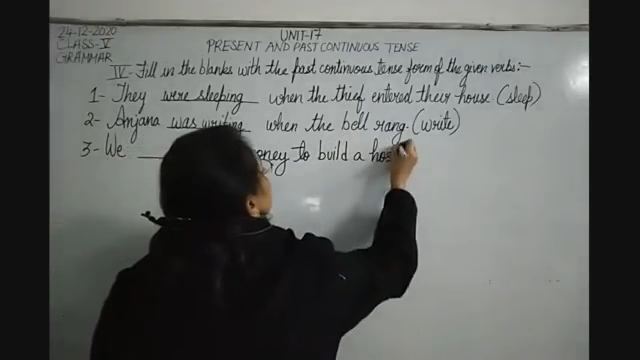 24-12-2020
CLASS-V
GRAMMAR
UNIT-17
PRESENT AND PAST CONTINUOUS TENSE
IV- Fill in the blanks with the past continuous tense form of the given verbs:-
1- They were sleeping when the thief entered their house (sleep)
2- Anjana was writing when the bell rang. (write)
3- We ____ oney to build a hos